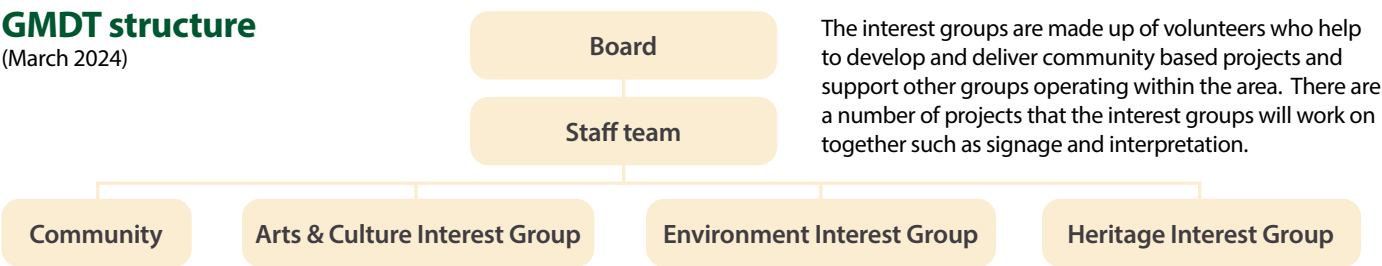 GMDT structure
(March 2024)
Board
Staff team
The interest groups are made up of volunteers who help
to develop and deliver community based projects and
support other groups operating within the area.  There are
a number of projects that the interest groups will work on
together such as signage and interpretation.
Community
Arts & Culture Interest Group
Environment Interest Group
Heritage Interest Group